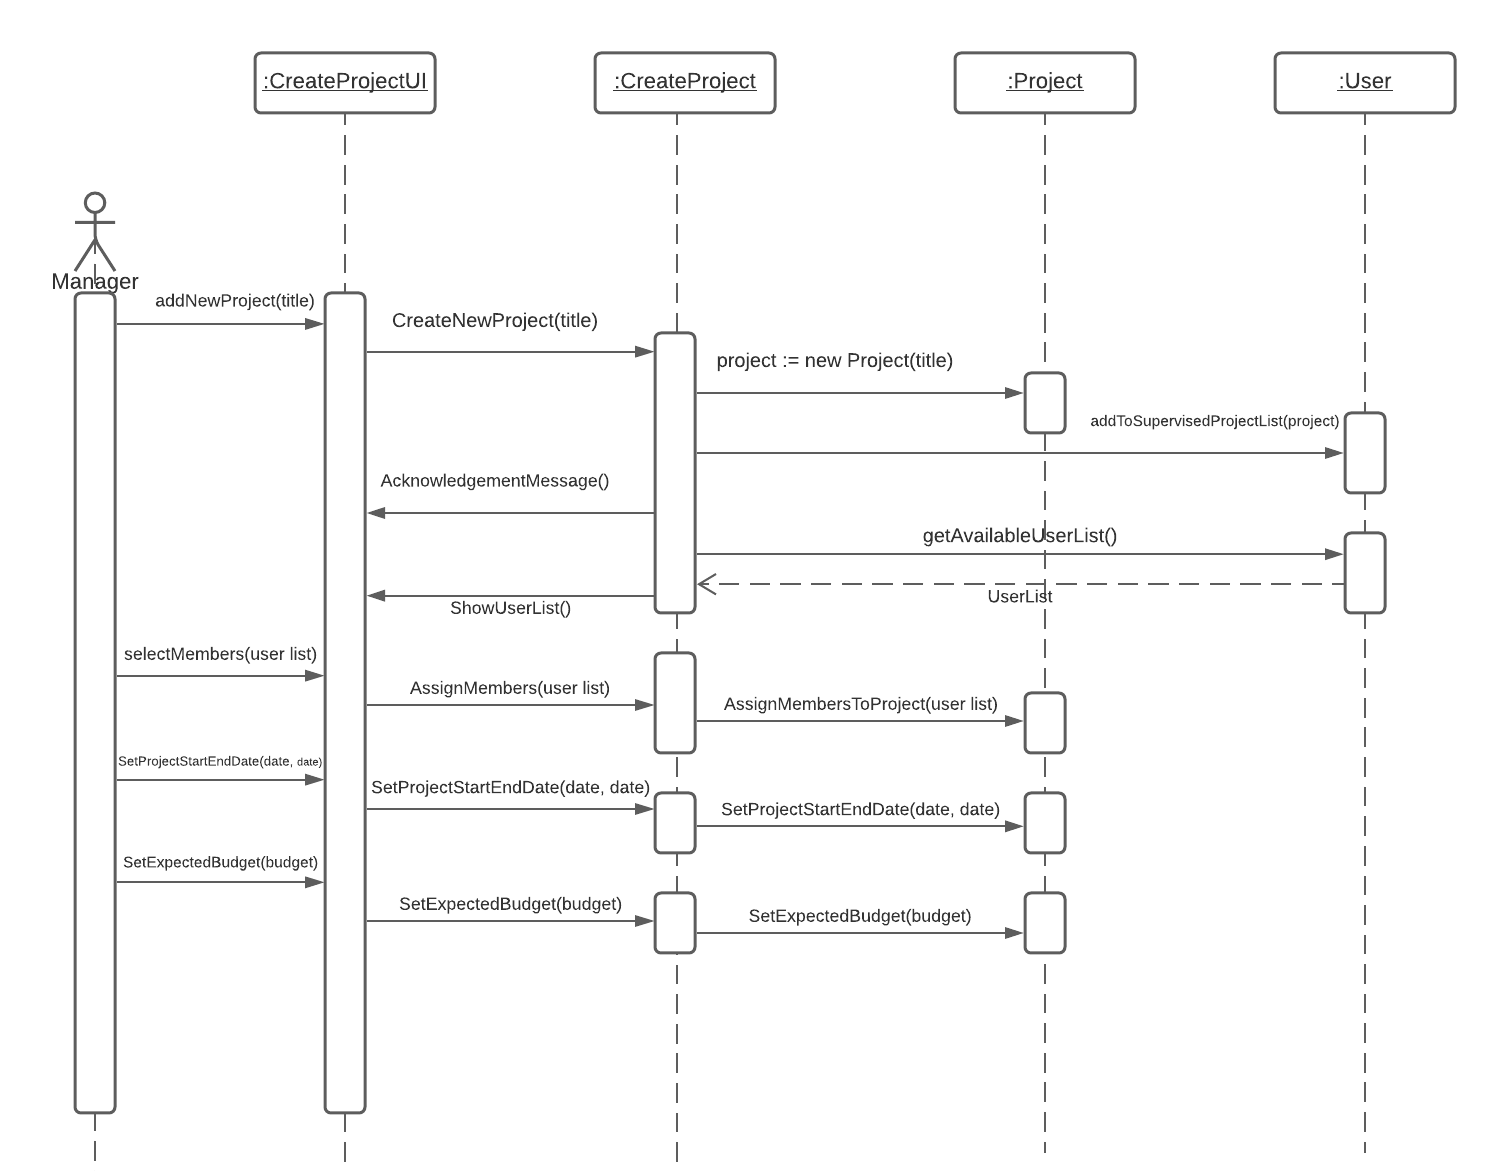 :CreateProjectUI
:CreateProject
:Project
:User
Manager
addNewProject(title)
CreateNewProject(title)
project := new Project(title)
addToSupervisedProjectList(project)
AcknowledgementMessage()
getAvailableUserList()
UserList
ShowUserList()
selectMembers(user list)
AssignMembers(user list)
AssignMembersToProject(user list)
SetProjectStartEndDate(date, date)
SetProjectStartEndDate(date, date)
SetProjectStartEndDate(date, date)
SetExpectedBudget(budget)
SetExpectedBudget(budget)
SetExpectedBudget(budget)